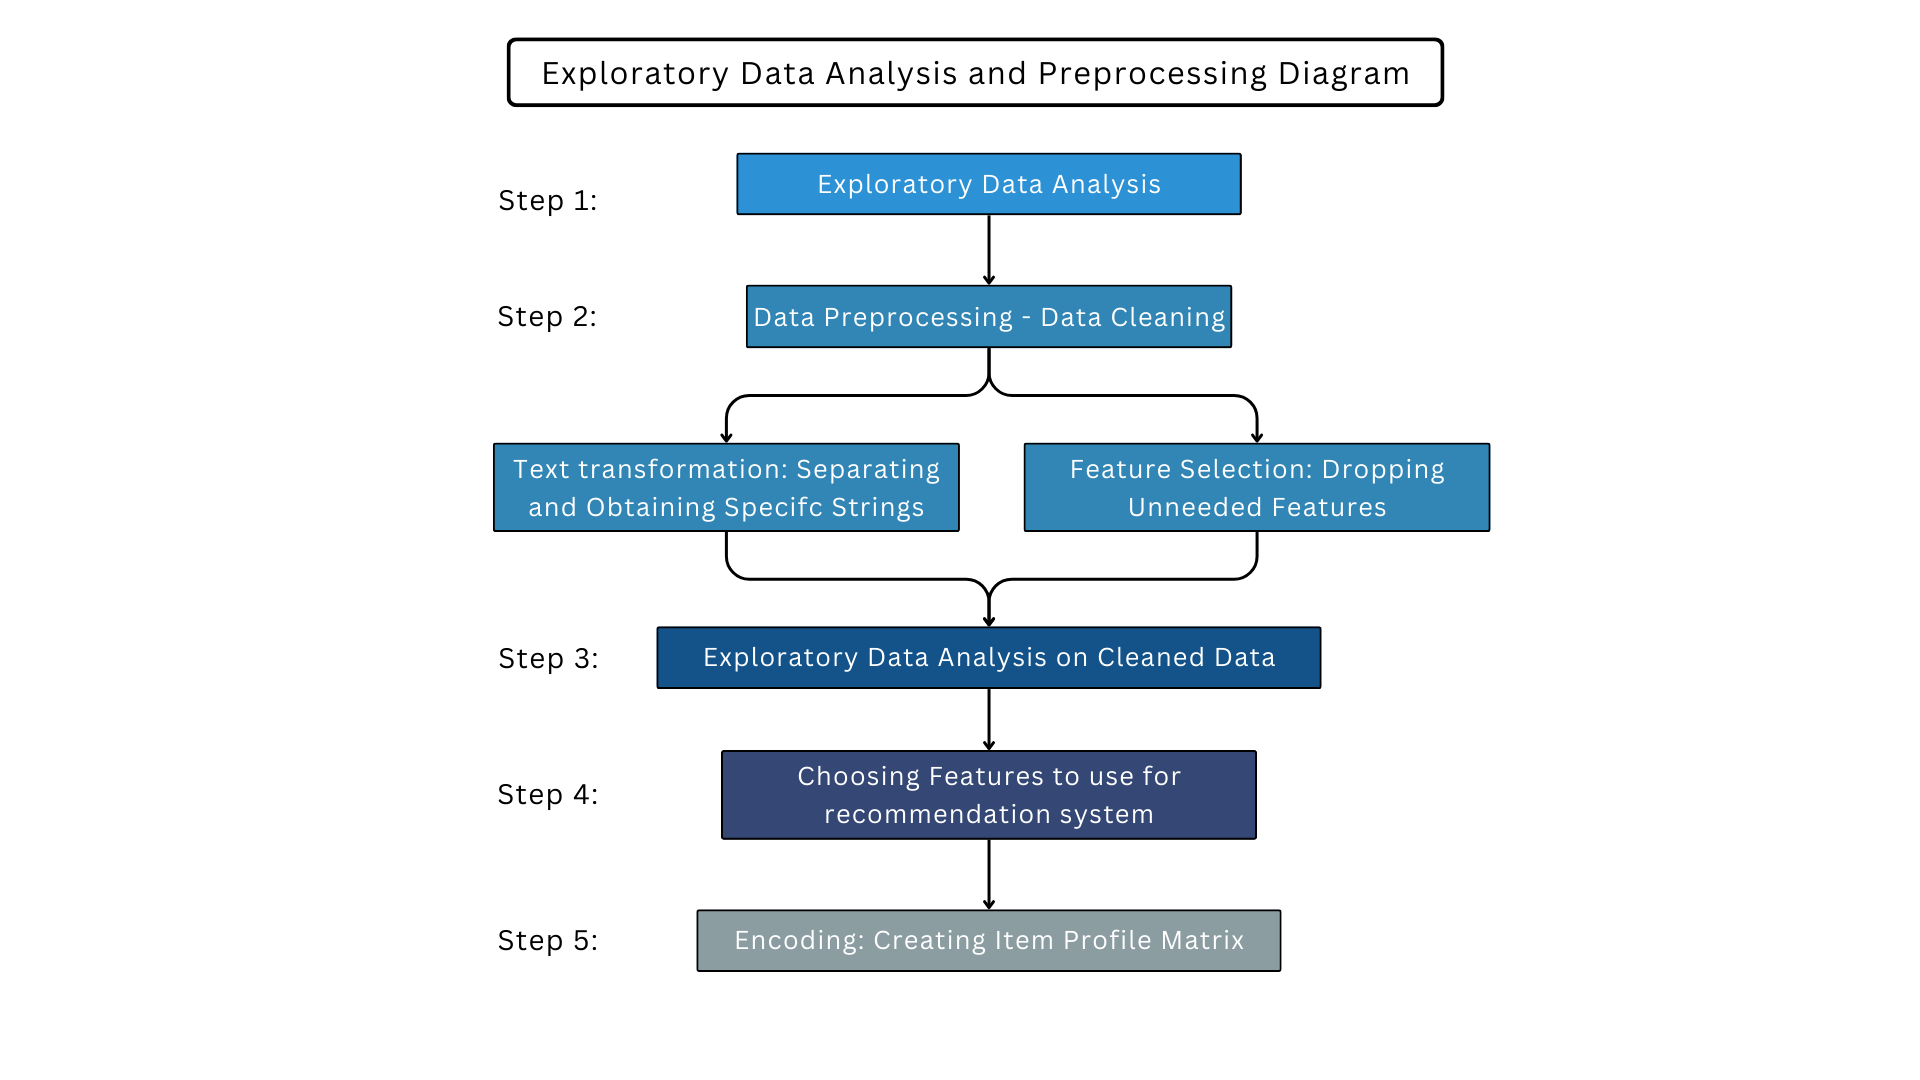 Exploratory Data Analysis and Preprocessing Diagram
Step 1:
Exploratory Data Analysis
Step 2:
Data Preprocessing - Data Cleaning
Text transformation: Separating
and Obtaining Specifc Strings
Feature Selection: Dropping
Unneeded Features
Step 3:
Exploratory Data Analysis on Cleaned Data
Step 4:
Choosing Features to use for
recommendation system
Step 5:
Encoding: Creating Item Profile Matrix